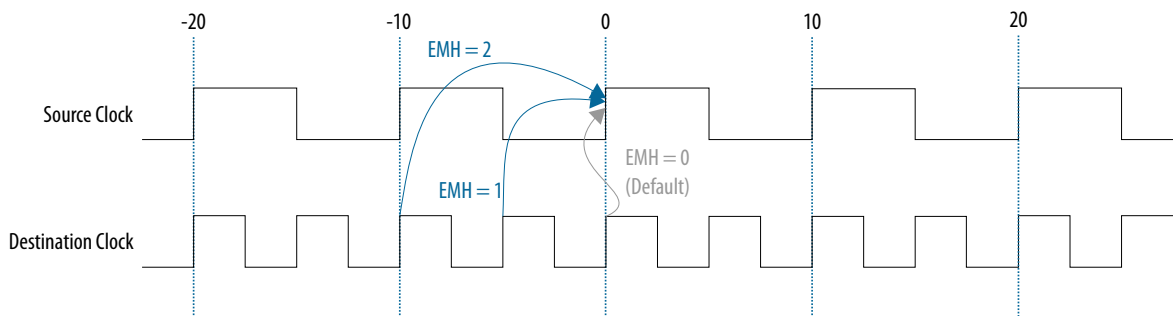 -20 -10 0 10 20
EMH = 2
Source Clock
EMH = 0
(Default)
EMH = 1
Destination Clock